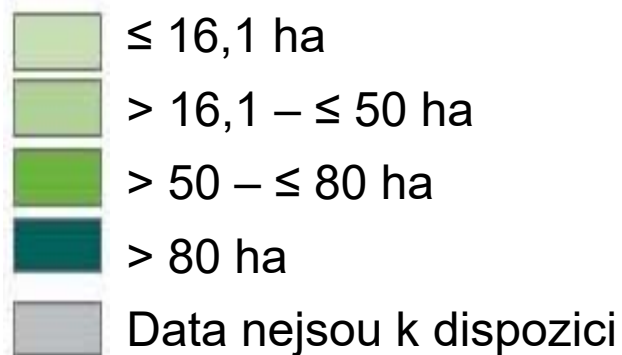 ≤ 16,1 ha
> 16,1 – ≤ 50 ha
> 50 – ≤ 80 ha
> 80 ha
Data nejsou k dispozici